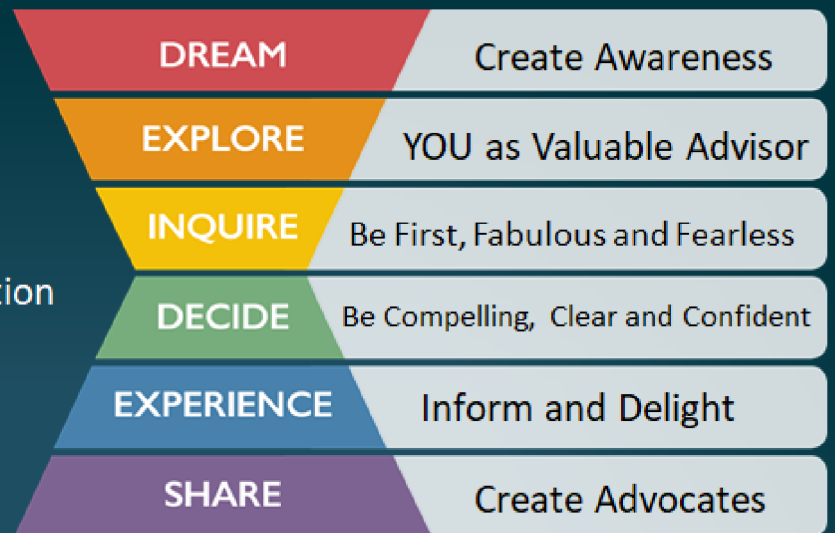 DREAM Create Awareness
EXPLORE YOU as Valuable Advisor
INQUIRE Be First, Fabulous and Fearless
tion
DECIDE Be Compelling, Clear and Confident
EXPERIENCE Inform and Delight
SHARE Create Advocates